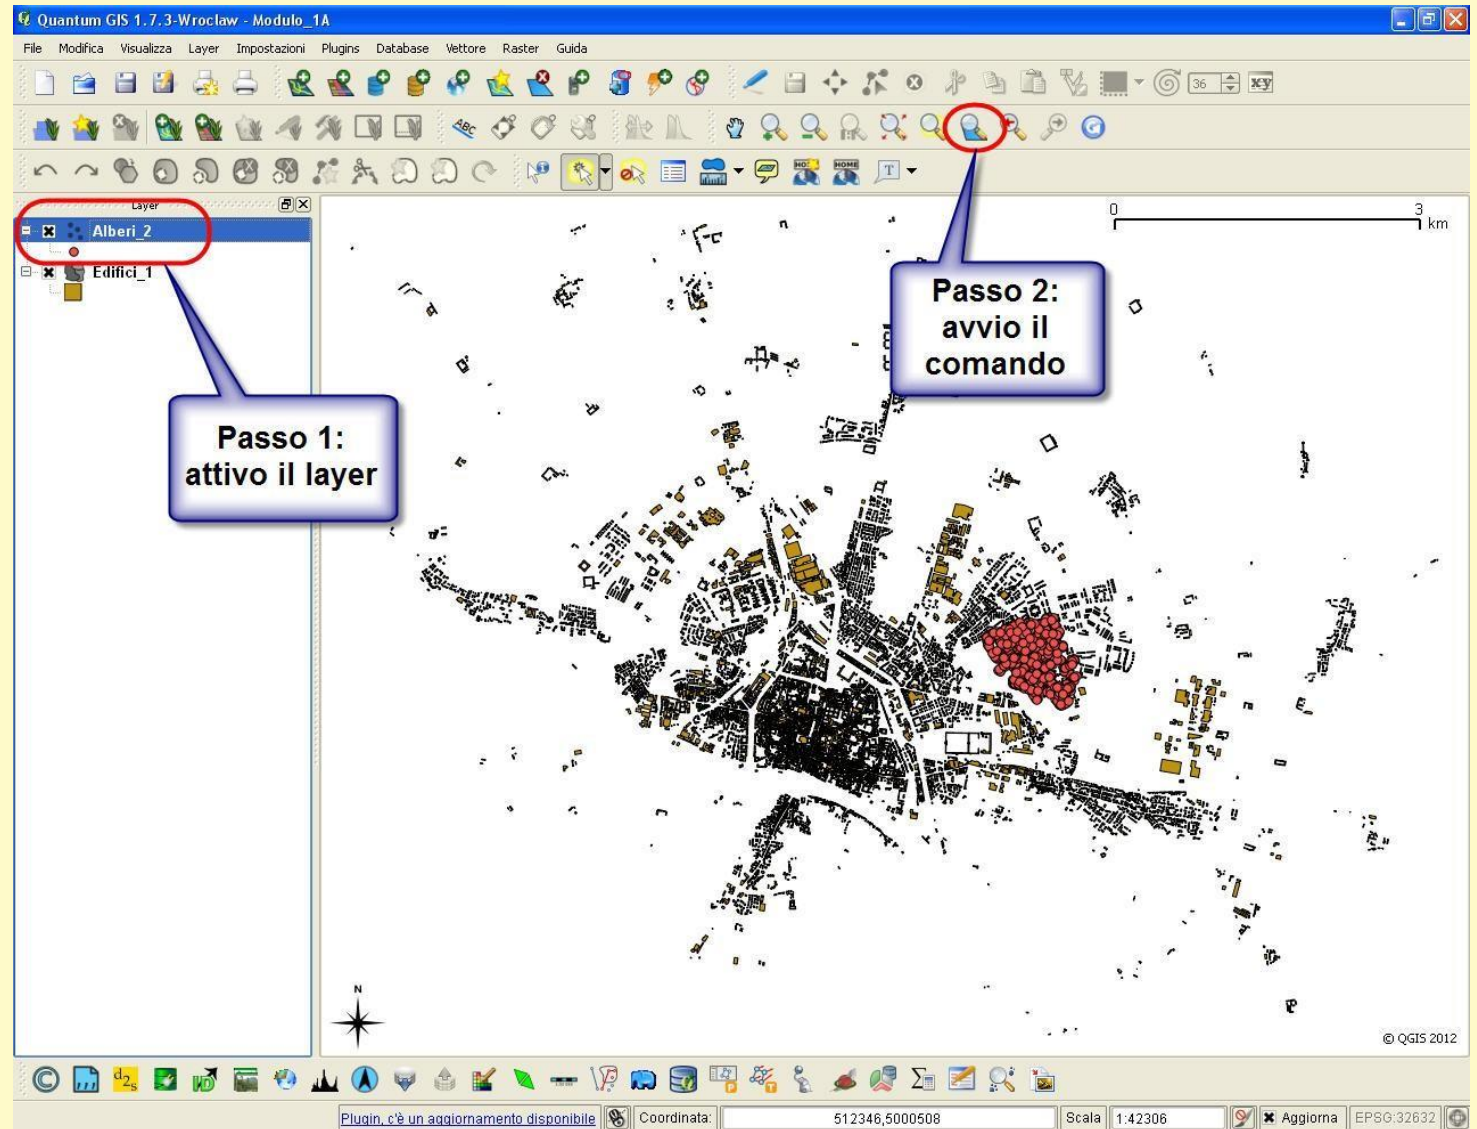 Quantum GIS 1.7.3-Wroclaw - Modulo_1A
File Modifica Visualizza Layer Impostazioni Plugins Database Vettore Raster Guida
36
ABC
T
Layer
Alberi_2
Edifici_1
0 3
km
Passo 2:
avvio il
comando
Passo 1:
attivo il layer
N
© QGIS 2012
Plugin, c'è un aggiornamento disponibile Coordinata: 512346,5000508 Scala 1:42306 Aggiorna EPSG:32632